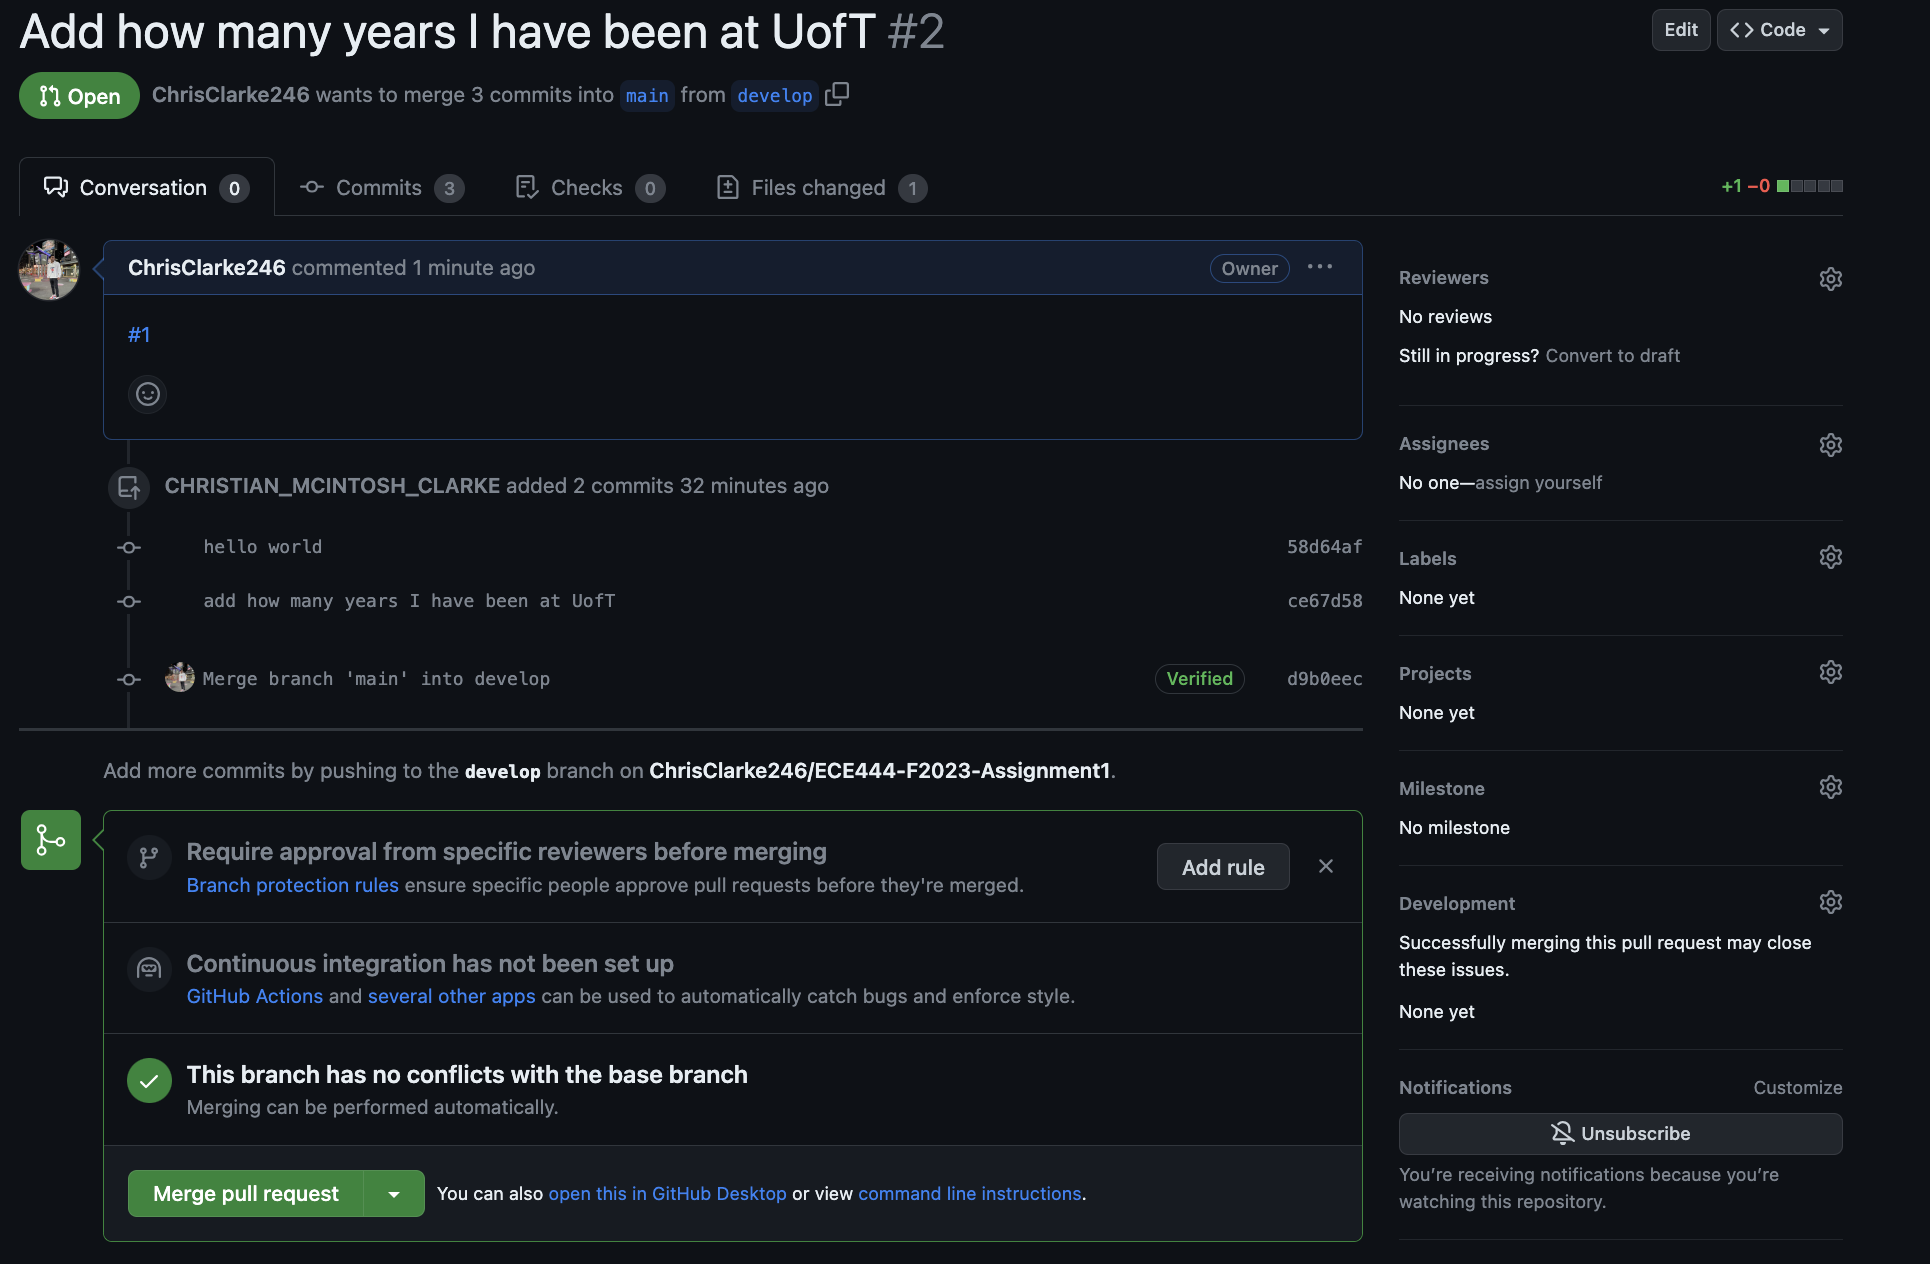 Add how many years I have been at UofT #2
Edit
Code
Open
ChrisClarke246 wants to merge 3 commits into main from develop
Conversation 0
Commits 3
Checks 0
Files changed 1
+1 −0
ChrisClarke246 commented 1 minute ago
Owner
#1
CHRISTIAN_MCINTOSH_CLARKE added 2 commits 32 minutes ago
hello world
58d64af
add how many years I have been at UofT
ce67d58
Merge branch 'main' into develop
Verified
d9b0eec
Add more commits by pushing to the develop branch on ChrisClarke246/ECE444-F2023-Assignment1.
Require approval from specific reviewers before merging
Branch protection rules ensure specific people approve pull requests before they're merged.
Add rule
Continuous integration has not been set up
GitHub Actions and several other apps can be used to automatically catch bugs and enforce style.
This branch has no conflicts with the base branch
Merging can be performed automatically.
Merge pull request
You can also open this in GitHub Desktop or view command line instructions.
Reviewers
No reviews
Still in progress? Convert to draft
Assignees
No one—assign yourself
Labels
None yet
Projects
None yet
Milestone
No milestone
Development
Successfully merging this pull request may close
these issues.
None yet
Notifications
Customize
Unsubscribe
You’re receiving notifications because you’re
watching this repository.